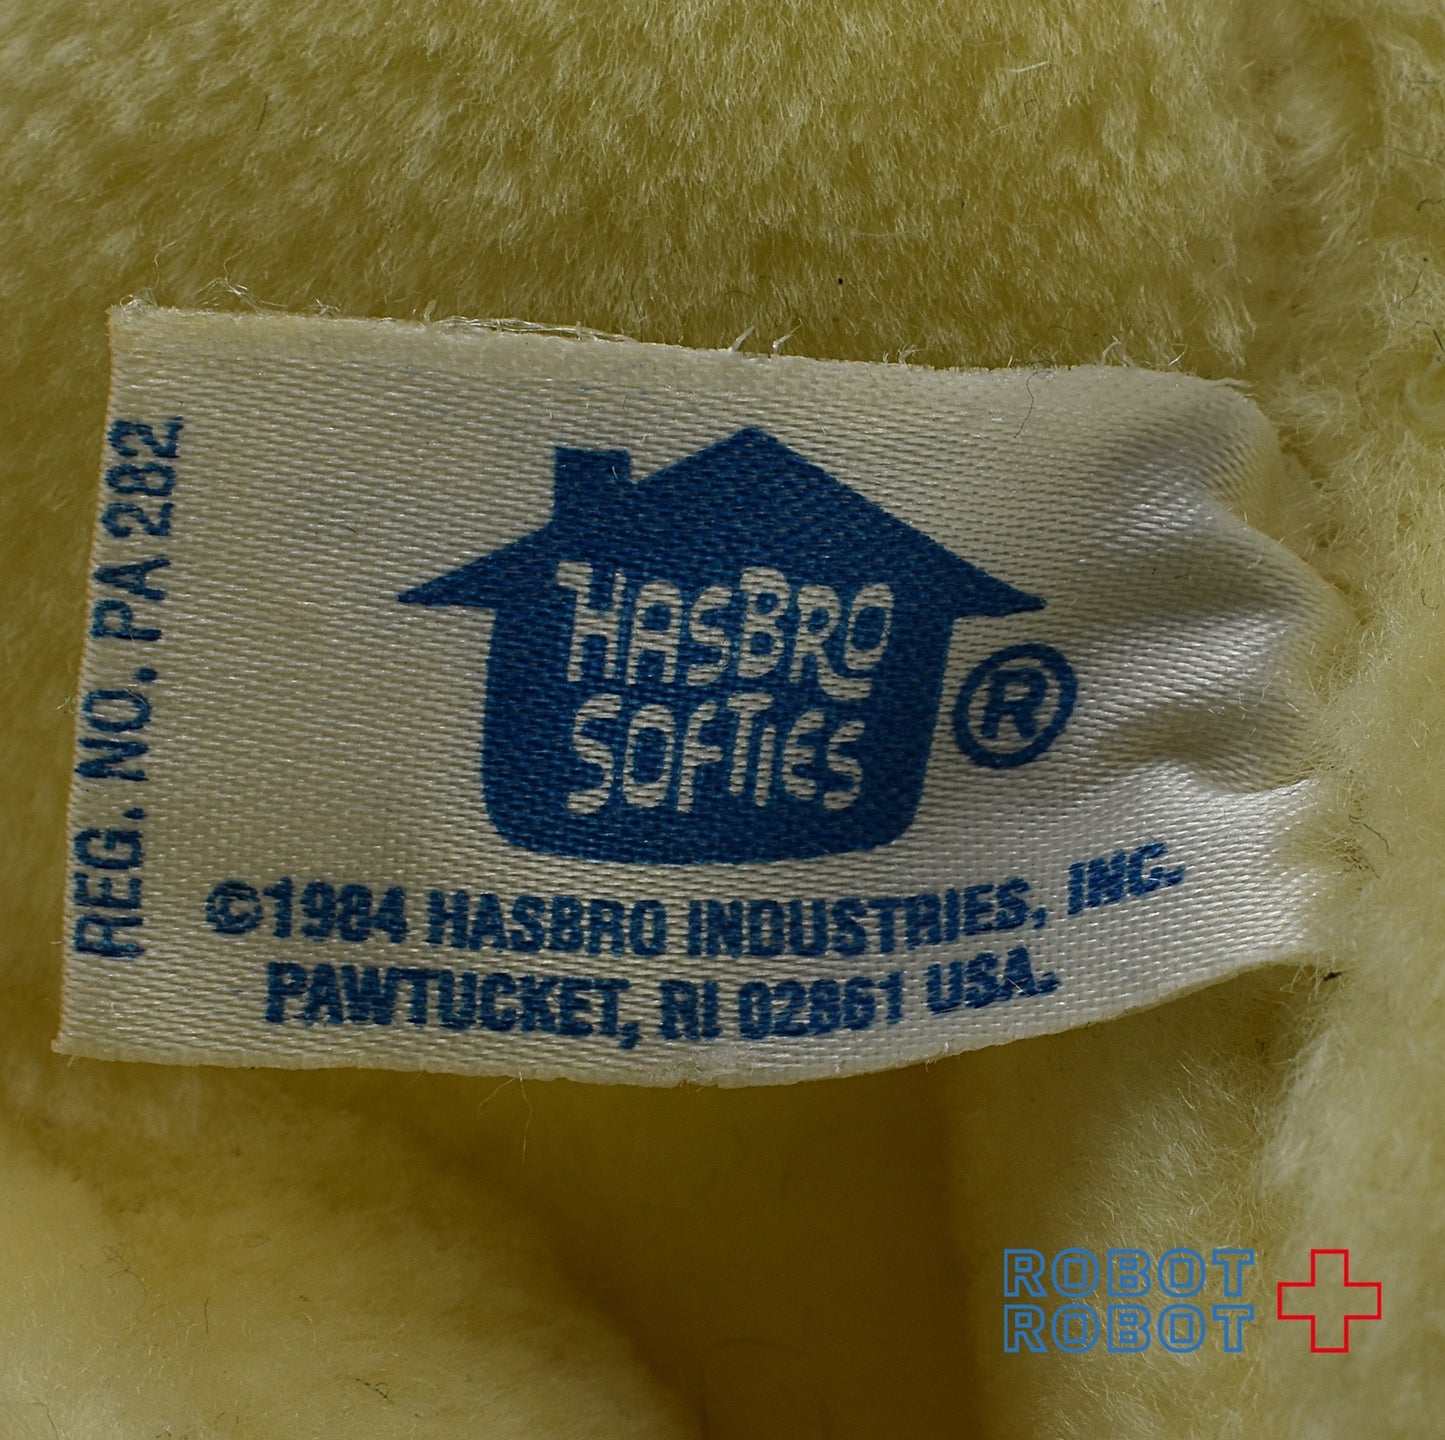 HASBRO
SOFTIES
®
©1984 HASBRO INDUSTRIES, INC.
PAWTUCKET, RI 02861 USA.
REG. NO. PA 282
ROBOT
ROBOT